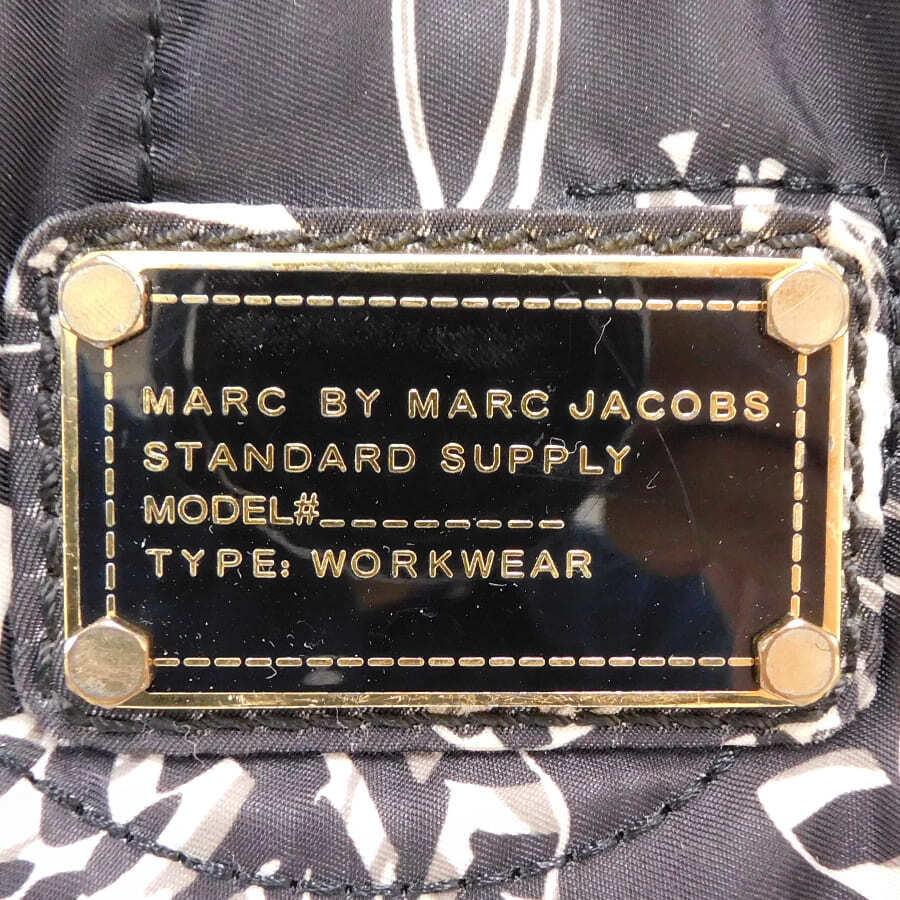 MARC BY MARC JACOBS
STANDARD SUPPLY
MODEL#________
TYPE: WORKWEAR